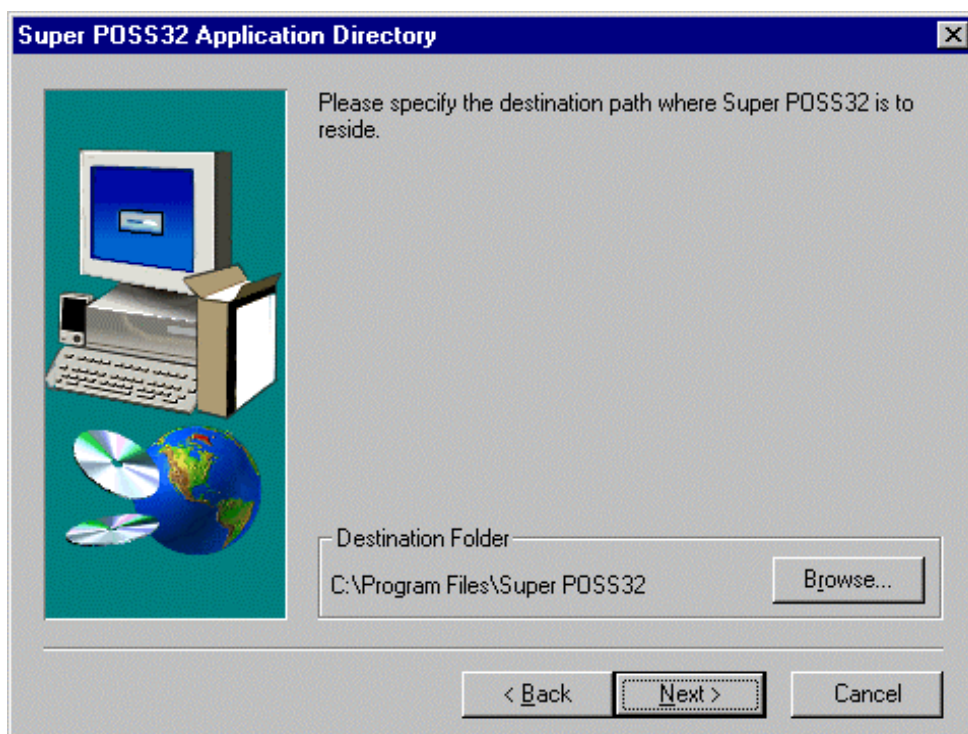 Super POSS32 Application Directory
Please specify the destination path where Super POSS32 is to
reside.
Destination Folder
C:\Program Files\Super POSS32
Browse...
< Back
Next >
Cancel